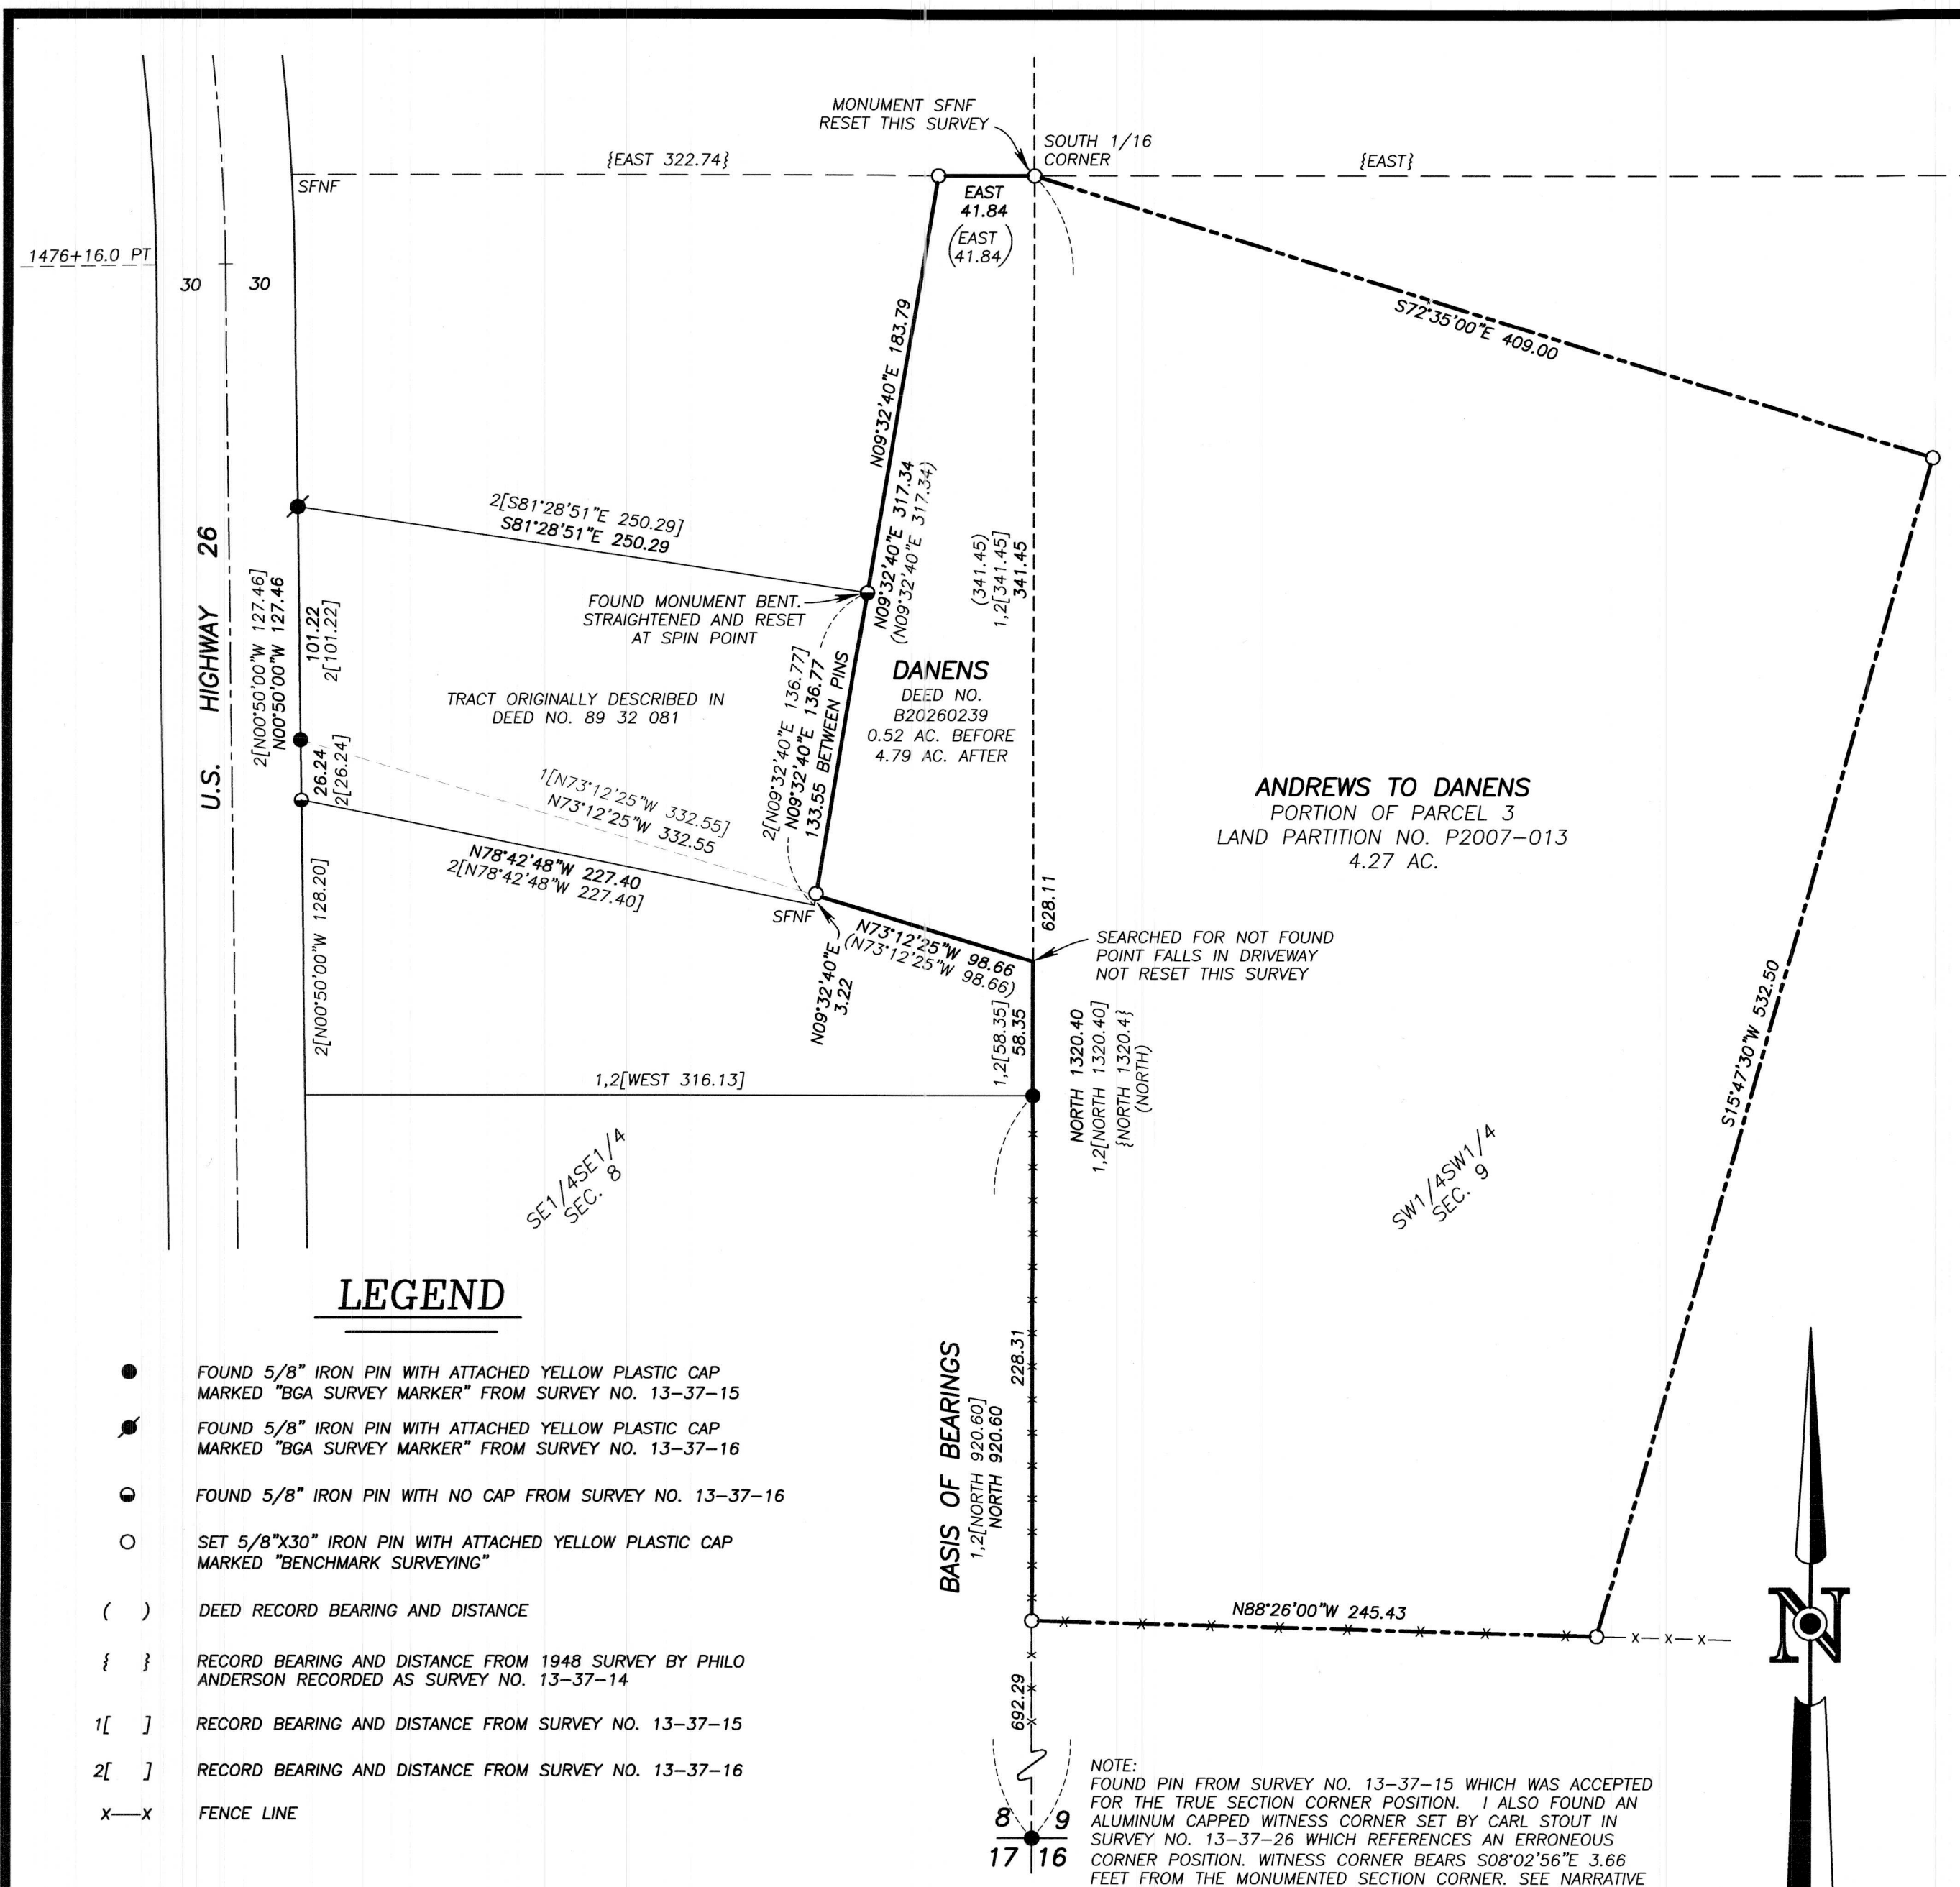 MONUMENT SFNF
RESET THIS SURVEY
SOUTH 1/16
CORNER
{EAST 322.74}
{EAST}
SFNF
EAST
41.84
(EAST
41.84)
1476+16.0 PT
30
30
S72°35'00"E 409.00
N09°32'40"E 183.79
N09°32'40"E 317.34
(N09°32'40"E 317.34)
2[S81°28'51"E 250.29]
S81°28'51"E 250.29
(341.45)
1,2[341.45]
341.45
U.S. HIGHWAY 26
2[N00°50'00"W 127.46]
N00°50'00"W 127.46
101.22
2[101.22]
FOUND MONUMENT BENT.
STRAIGHTENED AND RESET
AT SPIN POINT
2[N09°32'40"E 136.77]
N09°32'40"E 136.77
133.55 BETWEEN PINS
DANENS
DEED NO.
B20260239
0.52 AC. BEFORE
4.79 AC. AFTER
TRACT ORIGINALLY DESCRIBED IN
DEED NO. 89 32 081
26.24
2[26.24]
1[N73°12'25"W 332.55]
N73°12'25"W 332.55
N78°42'48"W 227.40
2[N78°42'48"W 227.40]
ANDREWS TO DANENS
PORTION OF PARCEL 3
LAND PARTITION NO. P2007-013
4.27 AC.
2[N00°50'00"W 128.20]
SFNF
N09°32'40"E
3.22
N73°12'25"W 98.66
(N73°12'25"W 98.66)
628.11
SEARCHED FOR NOT FOUND
POINT FALLS IN DRIVEWAY
NOT RESET THIS SURVEY
1,2[58.35]
58.35
NORTH 1320.40
1,2[NORTH 1320.40]
{NORTH 1320.4}
(NORTH)
S15°47'30"W 532.50
1,2[WEST 316.13]
SE1/4SE1/4
SEC. 8
SW1/4SW1/4
SEC. 9
LEGEND
FOUND 5/8" IRON PIN WITH ATTACHED YELLOW PLASTIC CAP
MARKED "BGA SURVEY MARKER" FROM SURVEY NO. 13-37-15
FOUND 5/8" IRON PIN WITH ATTACHED YELLOW PLASTIC CAP
MARKED "BGA SURVEY MARKER" FROM SURVEY NO. 13-37-16
FOUND 5/8" IRON PIN WITH NO CAP FROM SURVEY NO. 13-37-16
SET 5/8"X30" IRON PIN WITH ATTACHED YELLOW PLASTIC CAP
MARKED "BENCHMARK SURVEYING"
( ) DEED RECORD BEARING AND DISTANCE
{ } RECORD BEARING AND DISTANCE FROM 1948 SURVEY BY PHILO
ANDERSON RECORDED AS SURVEY NO. 13-37-14
1[ ] RECORD BEARING AND DISTANCE FROM SURVEY NO. 13-37-15
2[ ] RECORD BEARING AND DISTANCE FROM SURVEY NO. 13-37-16
X—X FENCE LINE
BASIS OF BEARINGS
1,2[NORTH 920.60]
NORTH 920.60
228.31
N88°26'00"W 245.43
N
692.29
8 9
17 16
NOTE:
FOUND PIN FROM SURVEY NO. 13-37-15 WHICH WAS ACCEPTED
FOR THE TRUE SECTION CORNER POSITION. I ALSO FOUND AN
ALUMINUM CAPPED WITNESS CORNER SET BY CARL STOUT IN
SURVEY NO. 13-37-26 WHICH REFERENCES AN ERRONEOUS
CORNER POSITION. WITNESS CORNER BEARS S08°02'56"E 3.66
FEET FROM THE MONUMENTED SECTION CORNER. SEE NARRATIVE